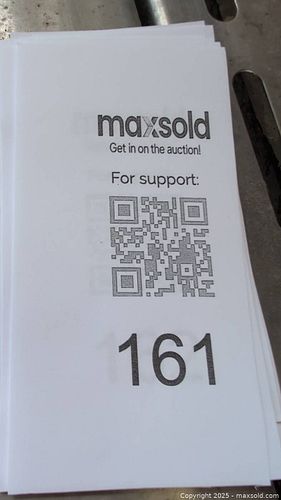 maxsold
Get in on the auction!
For support:
161
Copyright 2025 - maxsold.com